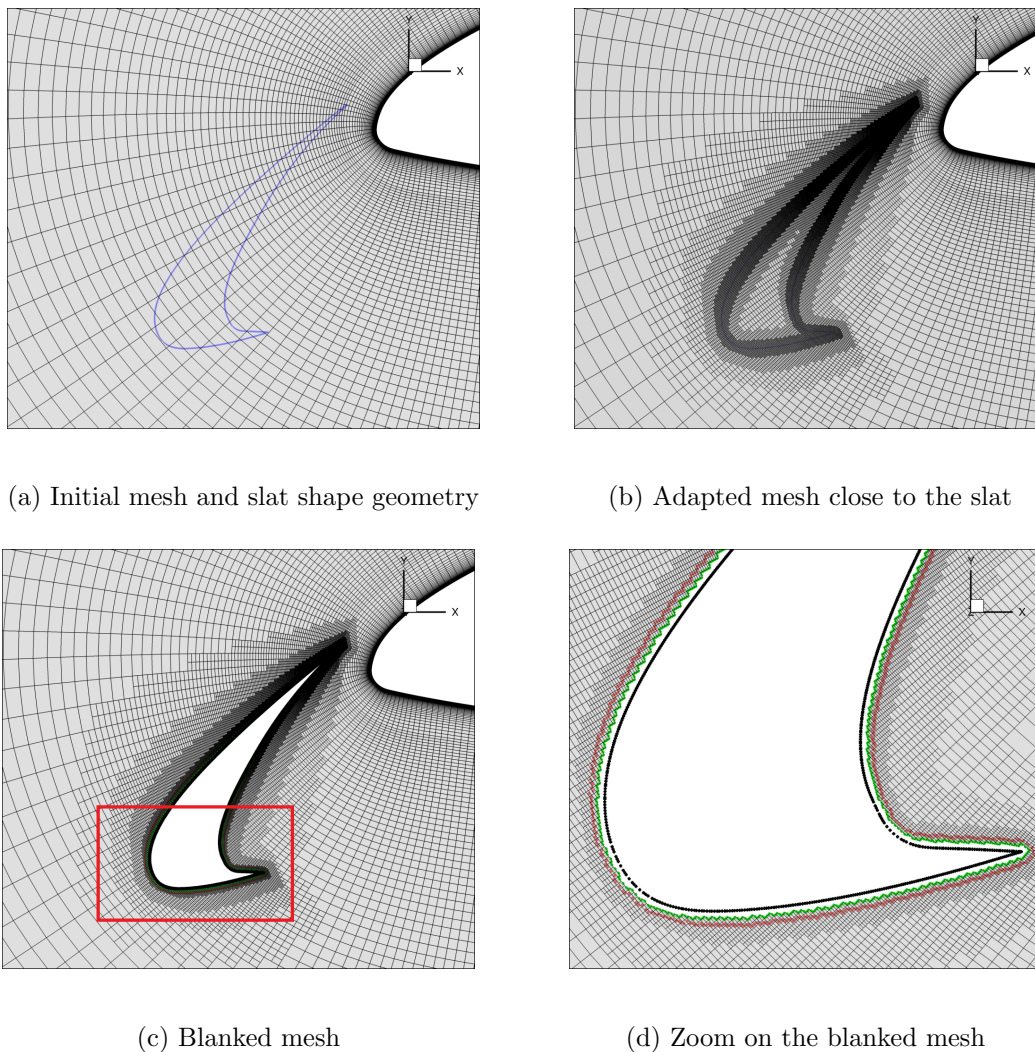 Y
X
Y
X
(a) Initial mesh and slat shape geometry
(b) Adapted mesh close to the slat
Y
X
Y
X
(c) Blanked mesh
(d) Zoom on the blanked mesh